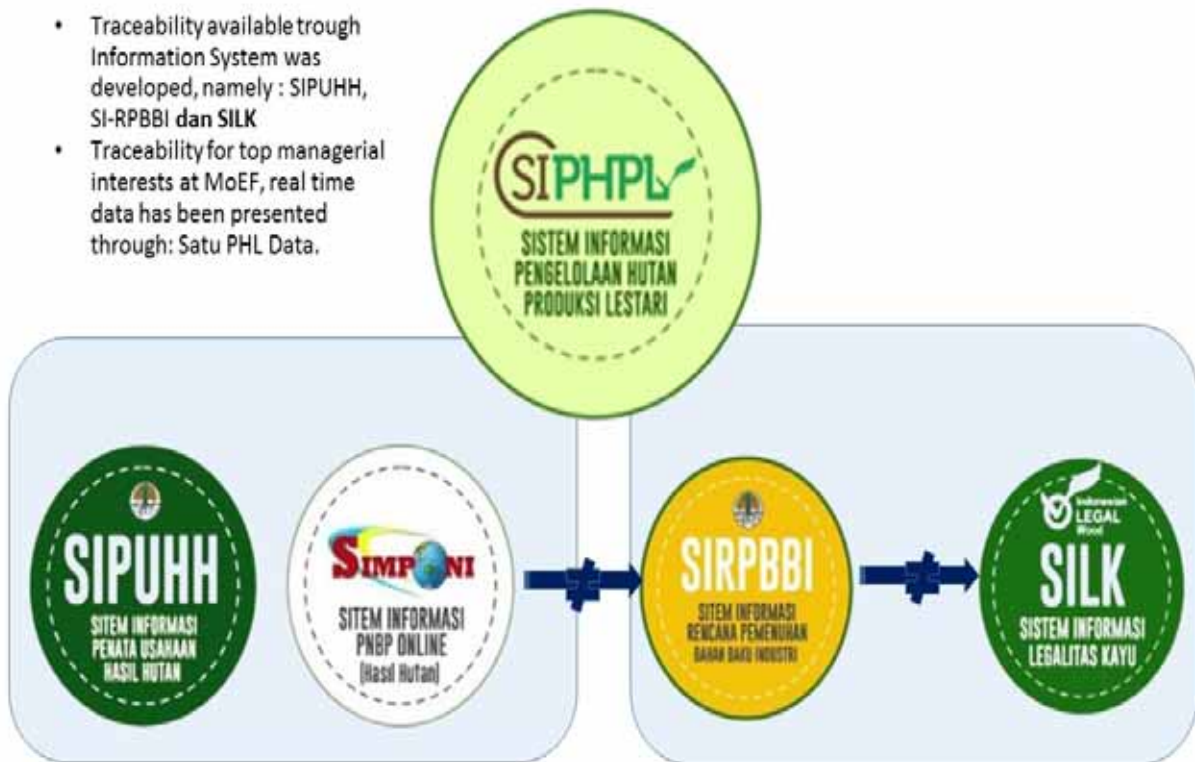 • Traceability available trough
Information System was
developed, namely : SIPUHH,
SI-RPBBI dan SILK
• Traceability for top managerial
interests at MoEF, real time
data has been presented
through: Satu PHL Data.
SIPHPL
SISTEM INFORMASI
PENGELOLAAN HUTAN
PRODUKSI LESTARI
SIPUHH
SITEM INFORMASI
PENATA USAHAAN
HASIL HUTAN
SIMPONI
SITEM INFORMASI
PNBP ONLINE
(Hasil Hutan)
SIRPBBI
SITEM INFORMASI
RENCANA PEMENUHAN
BAHAN BAKU INDUSTRI
Indonesian
LEGAL
Wood
SILK
SISTEM INFORMASI
LEGALITAS KAYU